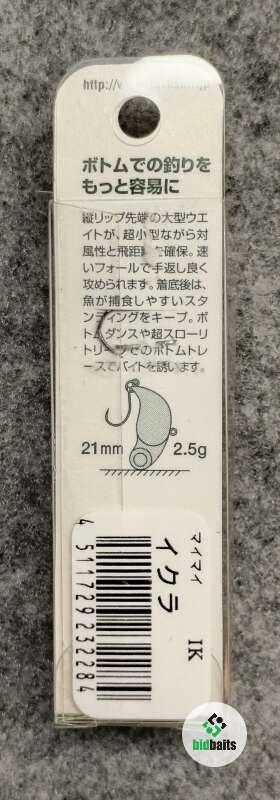 ボトムでの釣りを
もっと容易に
縦リップ先端の大型ウエ
イトが、超小型ながら対
風性と飛距離を確保。速
いフォールで手返し良く
攻められます。着底後は、
魚が捕食しやすいスタ
ンディングをキープ。ボ
トムダンスや超スローリ
トリーブでのボトムトレ
ースでバイトを誘います。
21mm 2.5g
マイマイ
イクラ
IK
4 511729 232284
bidbaits